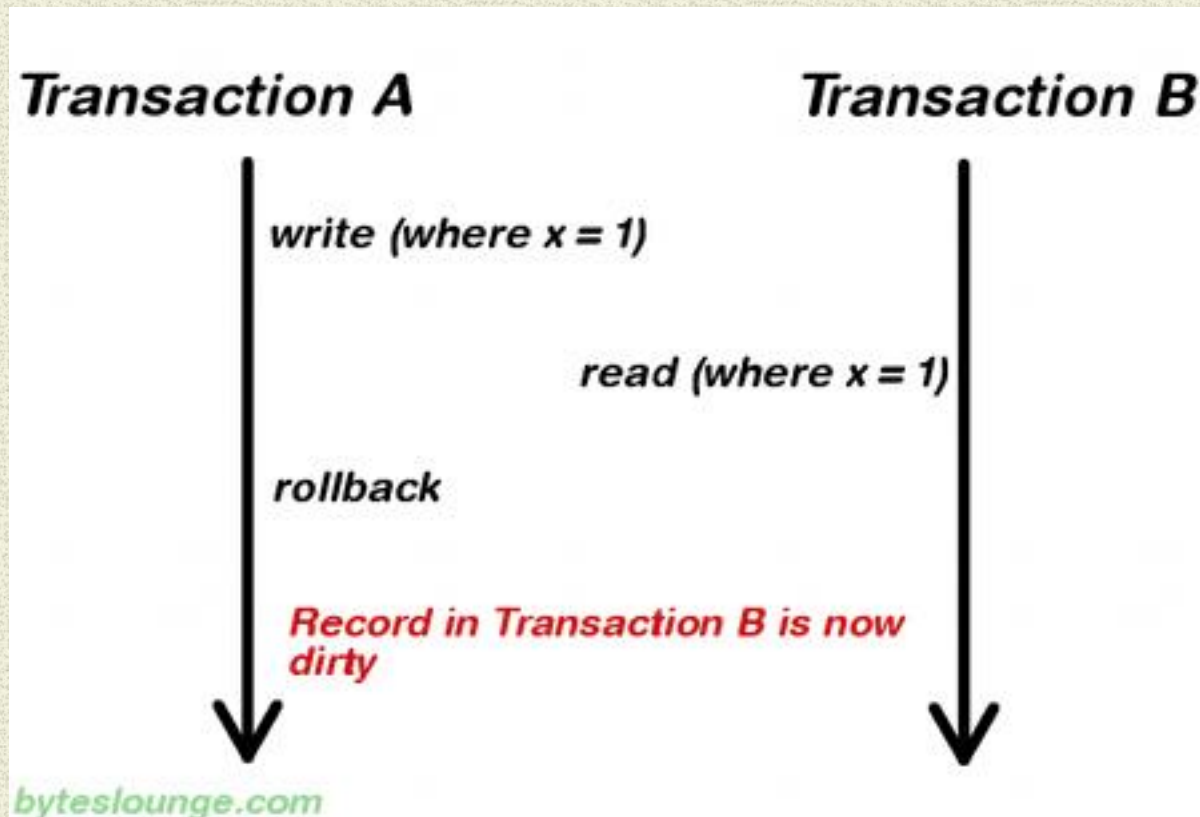 Transaction A
Transaction B
write (where x = 1)
read (where x = 1)
rollback
Record in Transaction B is now
dirty
byteslounge.com